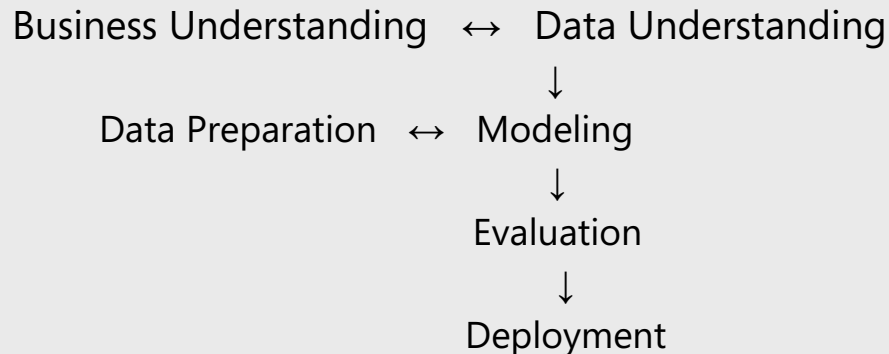 Business Understanding ↔ Data Understanding
↓
Data Preparation ↔ Modeling
↓
Evaluation
↓
Deployment